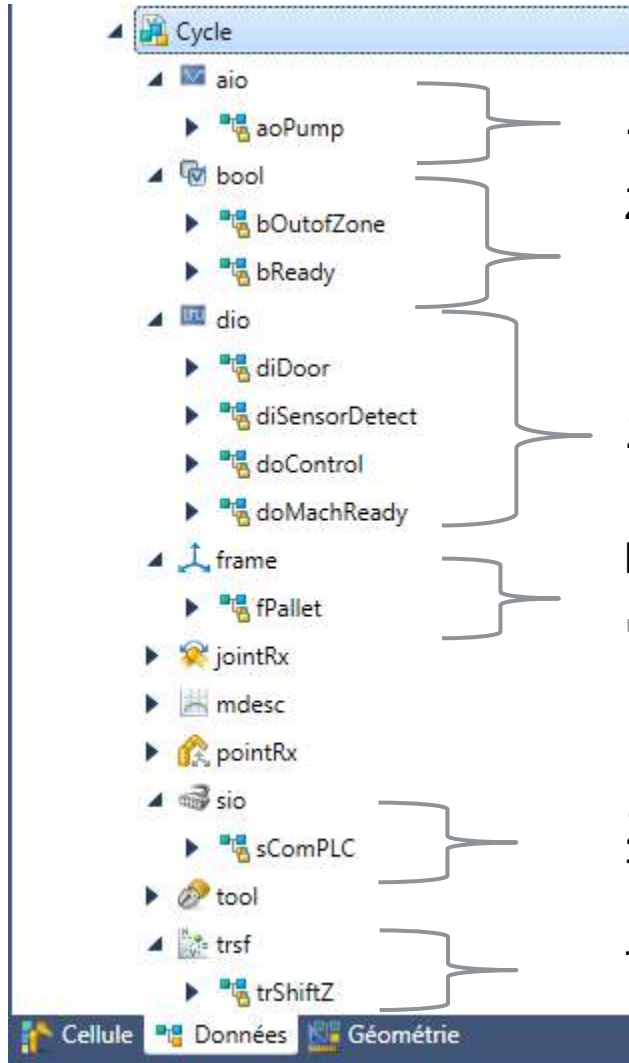 Cycle
aio
aoPump
bool
bOutofZone
bReady
dio
diDoor
diSensorDetect
doControl
doMachReady
frame
fPallet
jointRx
mdesc
pointRx
sio
sComPLC
tool
trsf
trShiftZ
Cellule Données Géométrie